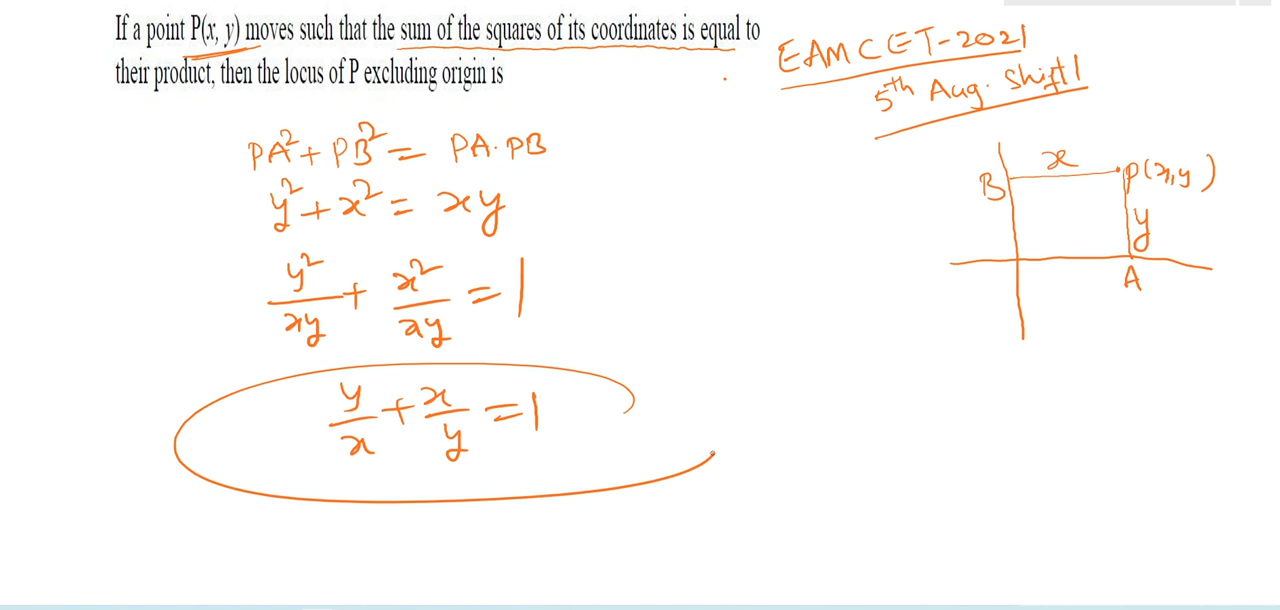 If a point P(x, y) moves such that the sum of the squares of its coordinates is equal to
their product, then the locus of P excluding origin is
EAMCET-2021
5th Aug. Shift 1
PA² + PB² = PA·PB
y² + x² = xy
y²/xy + x²/xy = 1
y/x + x/y = 1
x
B
P(x,y)
y
A